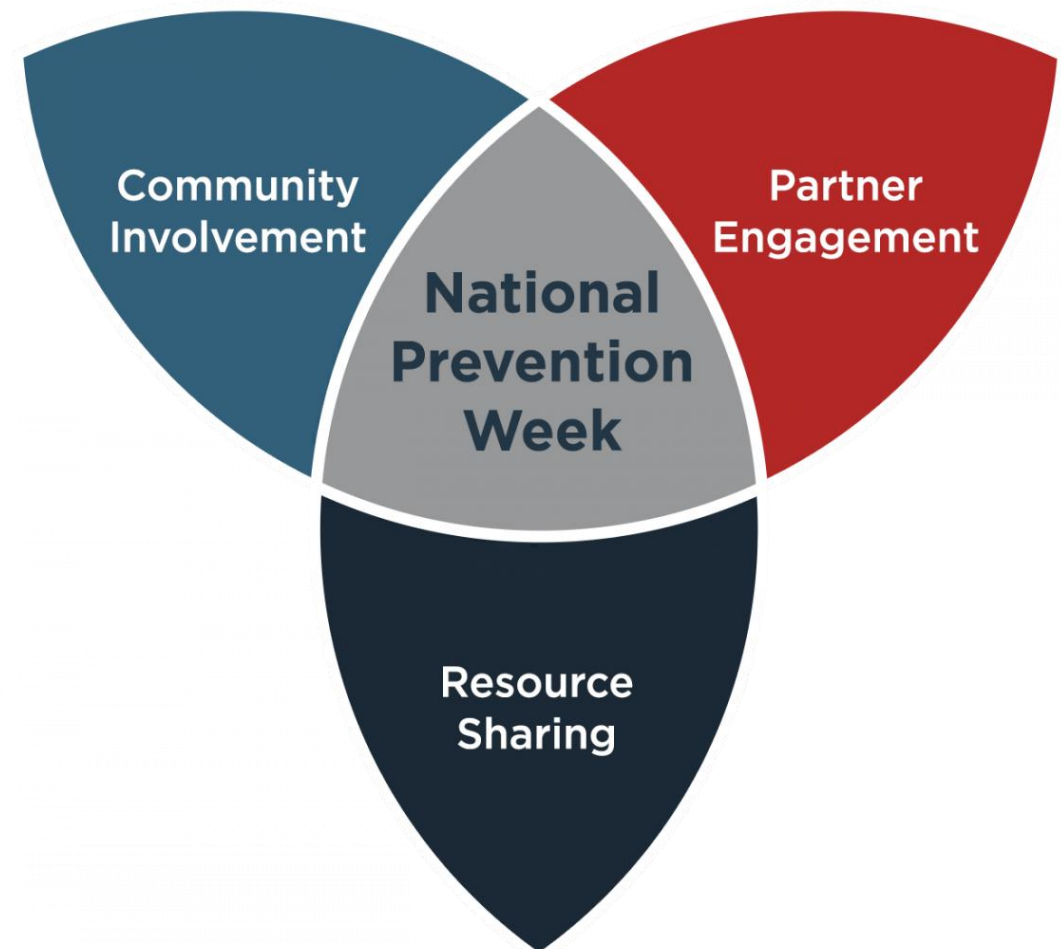 Community
Involvement
Partner
Engagement
National
Prevention
Week
Resource
Sharing